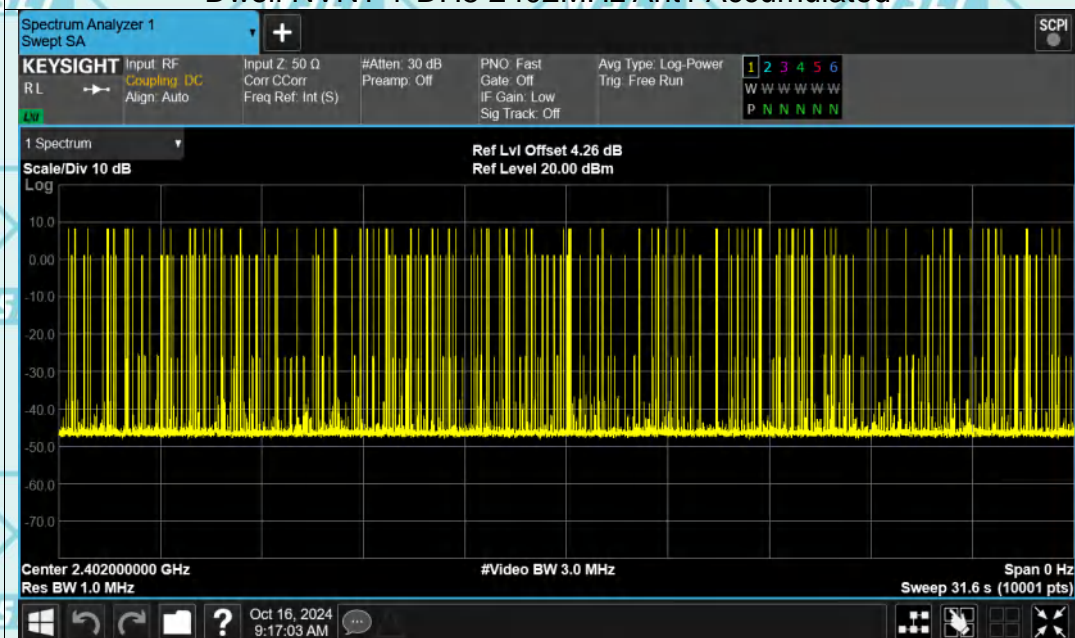 Spectrum Analyzer 1
Swept SA
+
SCPI
KEYSIGHT
RL
LXI
Input: RF
Coupling: DC
Align: Auto
Input Z: 50 Ω
Corr CCorr
Freq Ref: Int (S)
#Atten: 30 dB
Preamp: Off
PNO: Fast
Gate: Off
IF Gain: Low
Sig Track: Off
Avg Type: Log-Power
Trig: Free Run
1 2 3 4 5 6
W W W W W W
P N N N N N
1 Spectrum
Scale/Div 10 dB
Ref Lvl Offset 4.26 dB
Ref Level 20.00 dBm
Log
10.0
0.00
-10.0
-20.0
-30.0
-40.0
-50.0
-60.0
-70.0
Center 2.402000000 GHz
#Video BW 3.0 MHz
Span 0 Hz
Res BW 1.0 MHz
Sweep 31.6 s (10001 pts)
?
Oct 16, 2024
9:17:03 AM